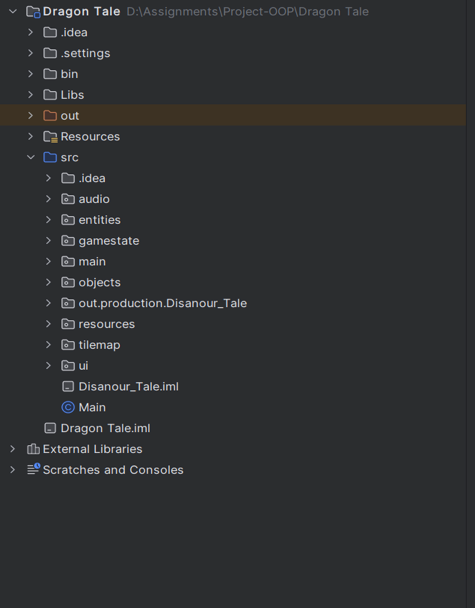 Dragon Tale D:\Assignments\Project-OOP\Dragon Tale
.idea
.settings
bin
Libs
out
Resources
src
.idea
audio
entities
gamestate
main
objects
out.production.Disanour_Tale
resources
tilemap
ui
Disanour_Tale.iml
Main
Dragon Tale.iml
External Libraries
Scratches and Consoles